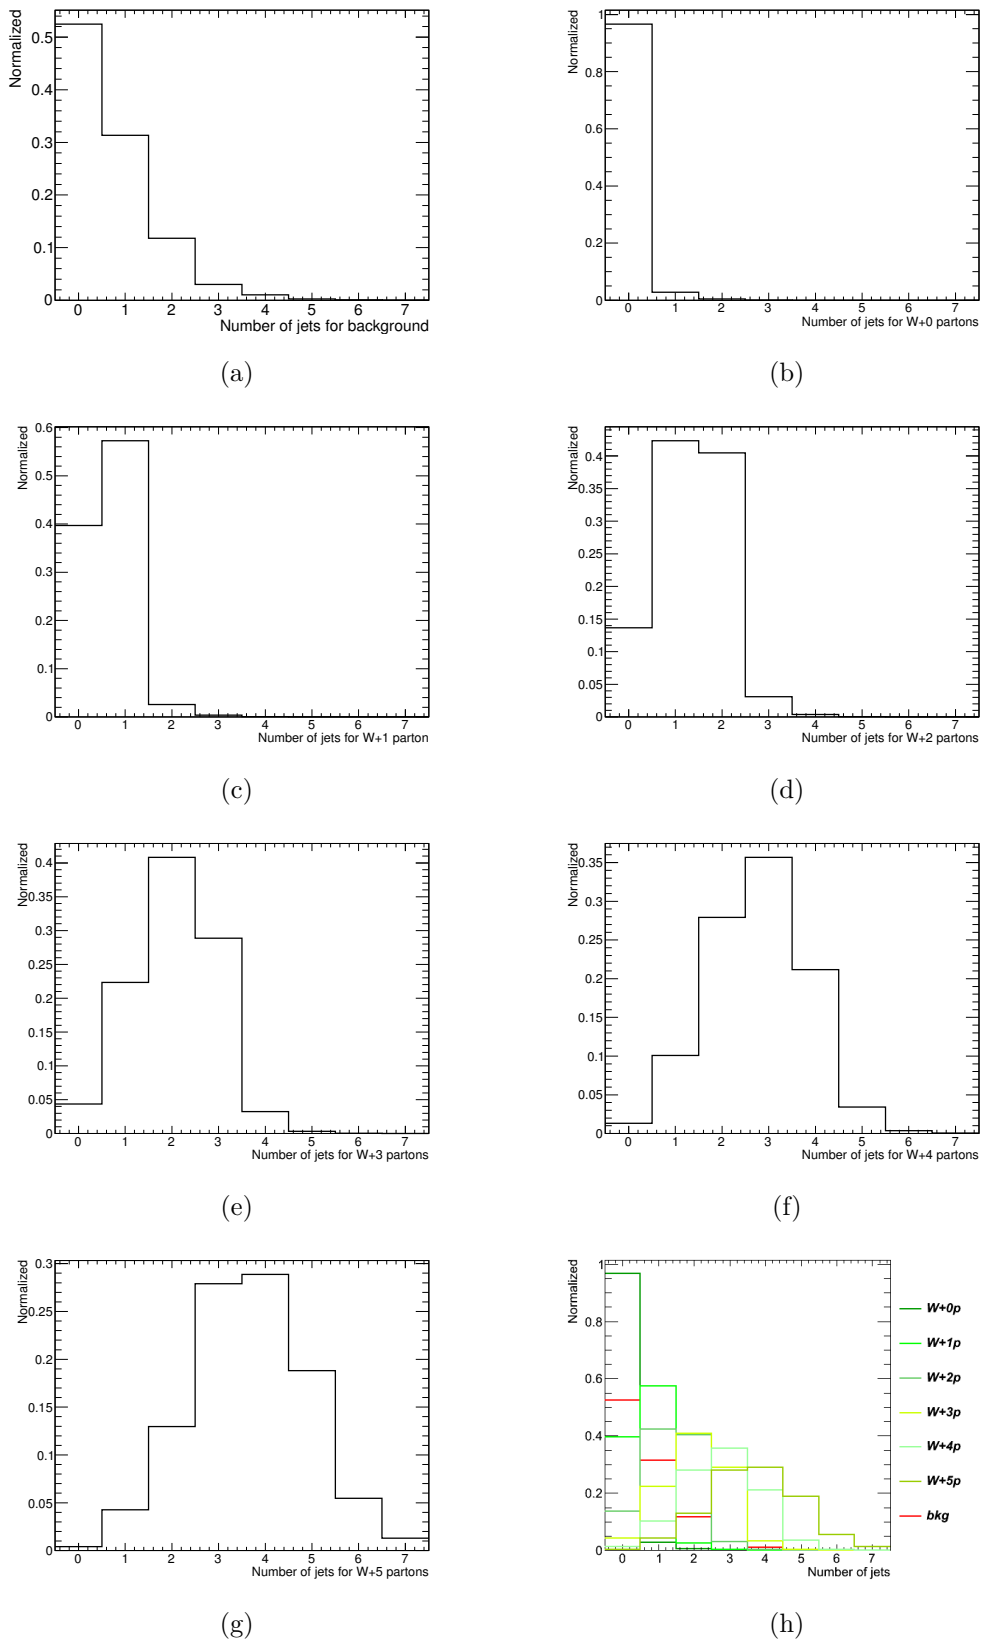 Normalized
0.5
0.4
0.3
0.2
0.1
0
0 1 2 3 4 5 6 7
Number of jets for background
(a)
Normalized
1
0.8
0.6
0.4
0.2
0
0 1 2 3 4 5 6 7
Number of jets for W+0 partons
(b)
Normalized
0.6
0.5
0.4
0.3
0.2
0.1
0
0 1 2 3 4 5 6 7
Number of jets for W+1 parton
(c)
Normalized
0.4
0.35
0.3
0.25
0.2
0.15
0.1
0.05
0
0 1 2 3 4 5 6 7
Number of jets for W+2 partons
(d)
Normalized
0.4
0.35
0.3
0.25
0.2
0.15
0.1
0.05
0
0 1 2 3 4 5 6 7
Number of jets for W+3 partons
(e)
Normalized
0.35
0.3
0.25
0.2
0.15
0.1
0.05
0
0 1 2 3 4 5 6 7
Number of jets for W+4 partons
(f)
Normalized
0.3
0.25
0.2
0.15
0.1
0.05
0
0 1 2 3 4 5 6 7
Number of jets for W+5 partons
(g)
Normalized
1
0.8
0.6
0.4
0.2
0
0 1 2 3 4 5 6 7
Number of jets
W+0p
W+1p
W+2p
W+3p
W+4p
W+5p
bkg
(h)